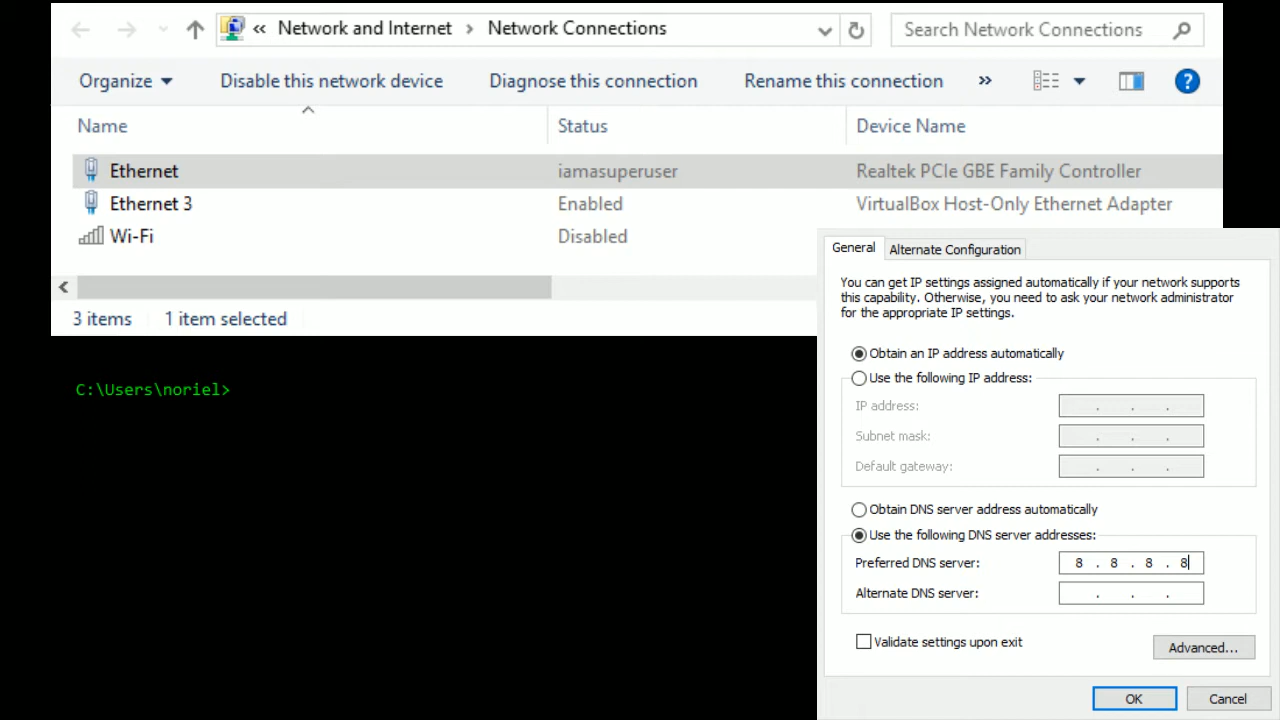 « Network and Internet > Network Connections Search Network Connections
Organize Disable this network device Diagnose this connection Rename this connection » ?
Name Status Device Name
Ethernet iamasuperuser Realtek PCIe GBE Family Controller
Ethernet 3 Enabled VirtualBox Host-Only Ethernet Adapter
Wi-Fi Disabled
3 items 1 item selected
C:\Users\noriel>
General Alternate Configuration
You can get IP settings assigned automatically if your network supports
this capability. Otherwise, you need to ask your network administrator
for the appropriate IP settings.
Obtain an IP address automatically
Use the following IP address:
IP address: . . .
Subnet mask: . . .
Default gateway: . . .
Obtain DNS server address automatically
Use the following DNS server addresses:
Preferred DNS server: 8 . 8 . 8 . 8
Alternate DNS server: . . .
Validate settings upon exit
Advanced...
OK Cancel